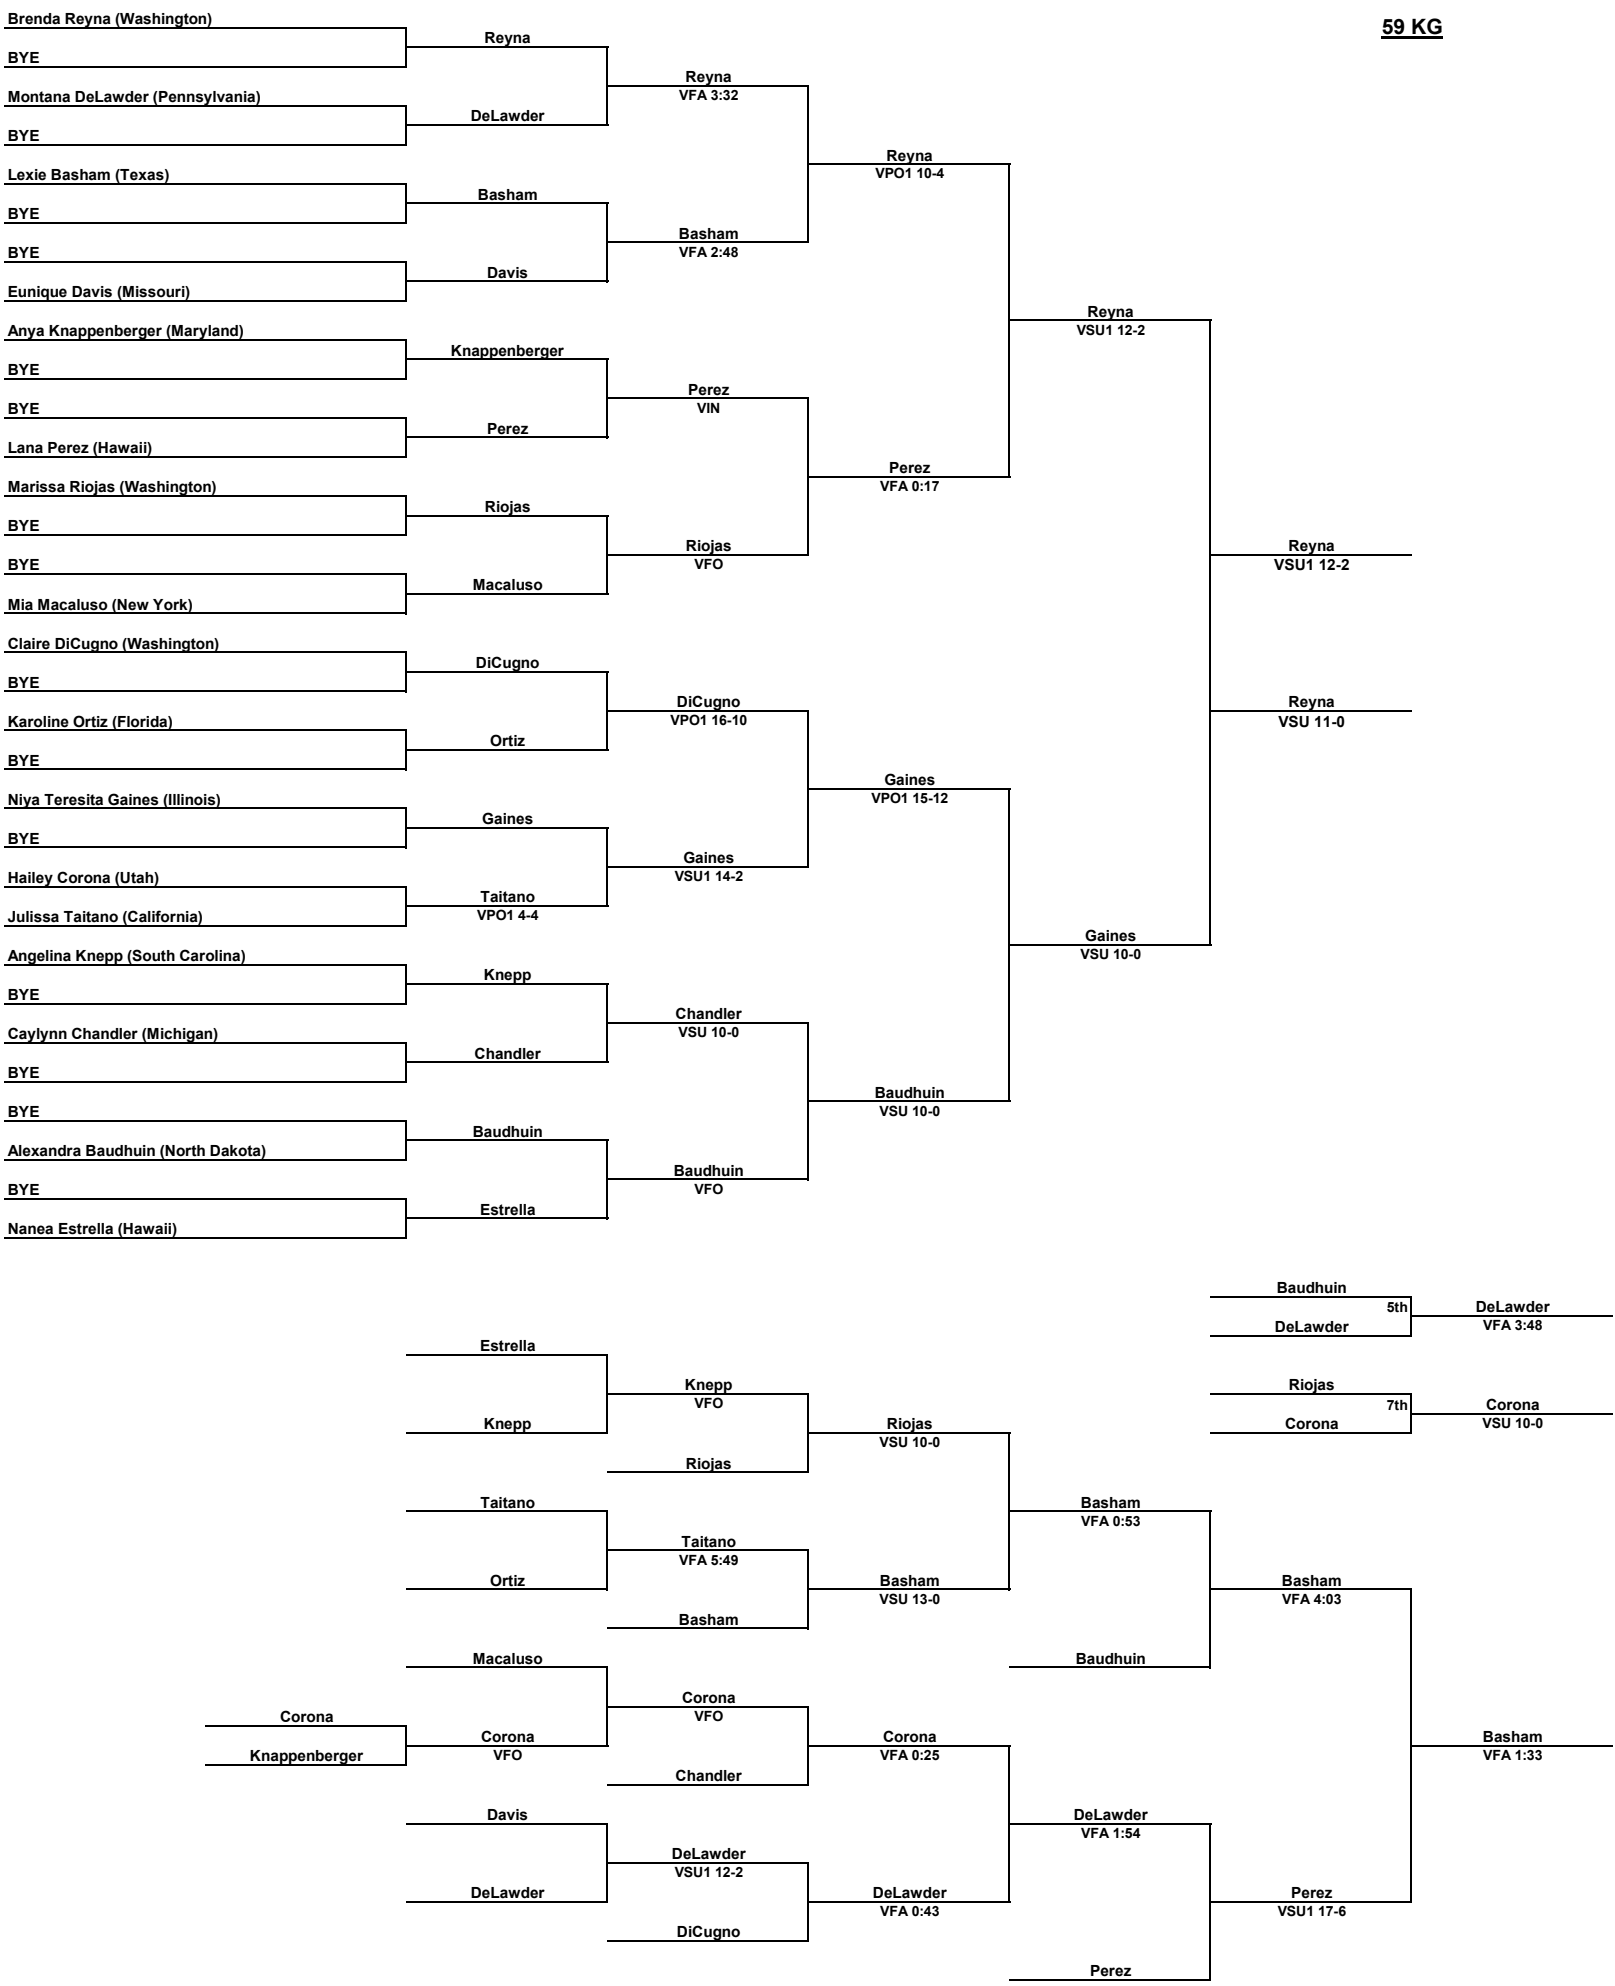 59 KG
Brenda Reyna (Washington)
BYE
Montana DeLawder (Pennsylvania)
BYE
Lexie Basham (Texas)
BYE
BYE
Eunique Davis (Missouri)
Anya Knappenberger (Maryland)
BYE
BYE
Lana Perez (Hawaii)
Marissa Riojas (Washington)
BYE
BYE
Mia Macaluso (New York)
Claire DiCugno (Washington)
BYE
Karoline Ortiz (Florida)
BYE
Niya Teresita Gaines (Illinois)
BYE
Hailey Corona (Utah)
Julissa Taitano (California)
Angelina Knepp (South Carolina)
BYE
Caylynn Chandler (Michigan)
BYE
BYE
Alexandra Baudhuin (North Dakota)
BYE
Nanea Estrella (Hawaii)
Reyna
DeLawder
Basham
Davis
Knappenberger
Perez
Riojas
Macaluso
DiCugno
Ortiz
Gaines
Taitano
VPO1 4-4
Knepp
Chandler
Baudhuin
Estrella
Reyna
VFA 3:32
Basham
VFA 2:48
Perez
VIN
Riojas
VFO
DiCugno
VPO1 16-10
Gaines
VSU1 14-2
Chandler
VSU 10-0
Baudhuin
VFO
Reyna
VPO1 10-4
Perez
VFA 0:17
Gaines
VPO1 15-12
Baudhuin
VSU 10-0
Reyna
VSU1 12-2
Gaines
VSU 10-0
Reyna
VSU1 12-2
Reyna
VSU 11-0
Baudhuin
5th
DeLawder
DeLawder
VFA 3:48
Riojas
7th
Corona
Corona
VSU 10-0
Corona
Knappenberger
Estrella
Knepp
Taitano
Ortiz
Macaluso
Corona
VFO
Davis
DeLawder
Knepp
VFO
Riojas
Taitano
VFA 5:49
Basham
Corona
VFO
Chandler
DeLawder
VSU1 12-2
DiCugno
Riojas
VSU 10-0
Basham
VSU 13-0
Corona
VFA 0:25
DeLawder
VFA 0:43
Basham
VFA 0:53
Baudhuin
DeLawder
VFA 1:54
Perez
Basham
VFA 4:03
Perez
VSU1 17-6
Basham
VFA 1:33